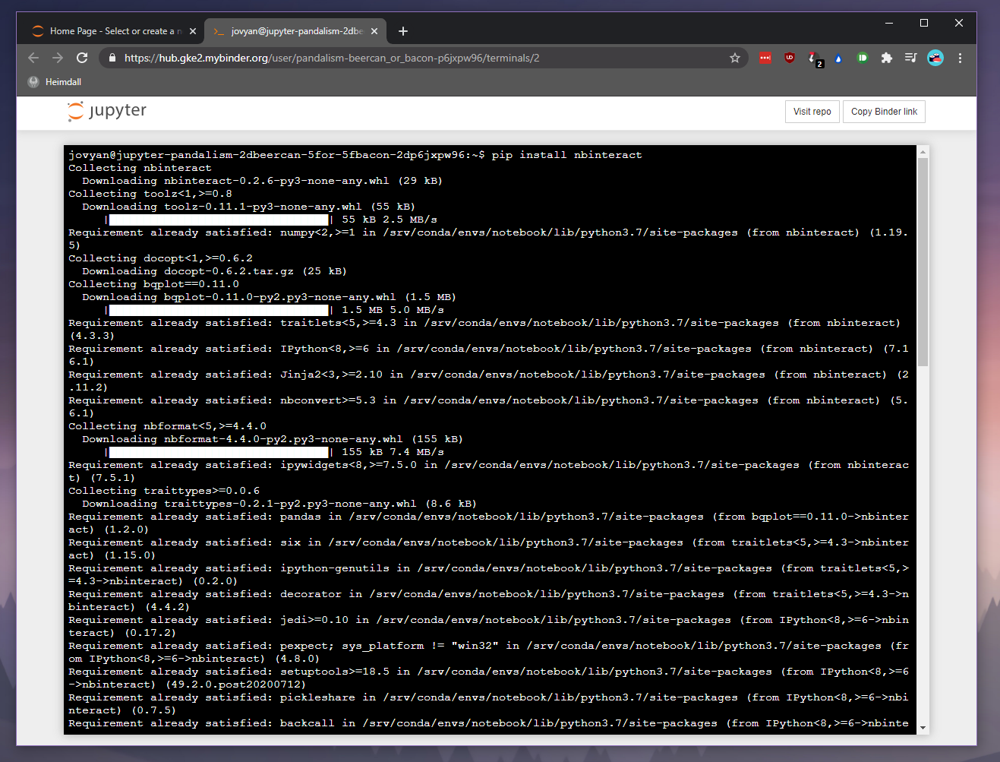 Home Page - Select or create a n
jovyan@jupyter-pandalism-2dbe
https://hub.gke2.mybinder.org/user/pandalism-beercan_or_bacon-p6jxpw96/terminals/2
2
Heimdall
jupyter
Visit repo
Copy Binder link
jovyan@jupyter-pandalism-2dbeercan-5for-5fbacon-2dp6jxpw96:~$ pip install nbinteract
Collecting nbinteract
Downloading nbinteract-0.2.6-py3-none-any.whl (29 kB)
Collecting toolz<1,>=0.8
Downloading toolz-0.11.1-py3-none-any.whl (55 kB)
| | 55 kB 2.5 MB/s
Requirement already satisfied: numpy<2,>=1 in /srv/conda/envs/notebook/lib/python3.7/site-packages (from nbinteract) (1.19.
5)
Collecting docopt<1,>=0.6.2
Downloading docopt-0.6.2.tar.gz (25 kB)
Collecting bqplot==0.11.0
Downloading bqplot-0.11.0-py2.py3-none-any.whl (1.5 MB)
| | 1.5 MB 5.0 MB/s
Requirement already satisfied: traitlets<5,>=4.3 in /srv/conda/envs/notebook/lib/python3.7/site-packages (from nbinteract)
(4.3.3)
Requirement already satisfied: IPython<8,>=6 in /srv/conda/envs/notebook/lib/python3.7/site-packages (from nbinteract) (7.1
6.1)
Requirement already satisfied: Jinja2<3,>=2.10 in /srv/conda/envs/notebook/lib/python3.7/site-packages (from nbinteract) (2
.11.2)
Requirement already satisfied: nbconvert>=5.3 in /srv/conda/envs/notebook/lib/python3.7/site-packages (from nbinteract) (5.
6.1)
Collecting nbformat<5,>=4.4.0
Downloading nbformat-4.4.0-py2.py3-none-any.whl (155 kB)
| | 155 kB 7.4 MB/s
Requirement already satisfied: ipywidgets<8,>=7.5.0 in /srv/conda/envs/notebook/lib/python3.7/site-packages (from nbinterac
t) (7.5.1)
Collecting traittypes>=0.0.6
Downloading traittypes-0.2.1-py2.py3-none-any.whl (8.6 kB)
Requirement already satisfied: pandas in /srv/conda/envs/notebook/lib/python3.7/site-packages (from bqplot==0.11.0->nbinter
act) (1.2.0)
Requirement already satisfied: six in /srv/conda/envs/notebook/lib/python3.7/site-packages (from traitlets<5,>=4.3->nbinter
act) (1.15.0)
Requirement already satisfied: ipython-genutils in /srv/conda/envs/notebook/lib/python3.7/site-packages (from traitlets<5,>
=4.3->nbinteract) (0.2.0)
Requirement already satisfied: decorator in /srv/conda/envs/notebook/lib/python3.7/site-packages (from traitlets<5,>=4.3->n
binteract) (4.4.2)
Requirement already satisfied: jedi>=0.10 in /srv/conda/envs/notebook/lib/python3.7/site-packages (from IPython<8,>=6->nbin
teract) (0.17.2)
Requirement already satisfied: pexpect; sys_platform != "win32" in /srv/conda/envs/notebook/lib/python3.7/site-packages (fr
om IPython<8,>=6->nbinteract) (4.8.0)
Requirement already satisfied: setuptools>=18.5 in /srv/conda/envs/notebook/lib/python3.7/site-packages (from IPython<8,>=6
->nbinteract) (49.2.0.post20200712)
Requirement already satisfied: pickleshare in /srv/conda/envs/notebook/lib/python3.7/site-packages (from IPython<8,>=6->nbi
nteract) (0.7.5)
Requirement already satisfied: backcall in /srv/conda/envs/notebook/lib/python3.7/site-packages (from IPython<8,>=6->nbinte